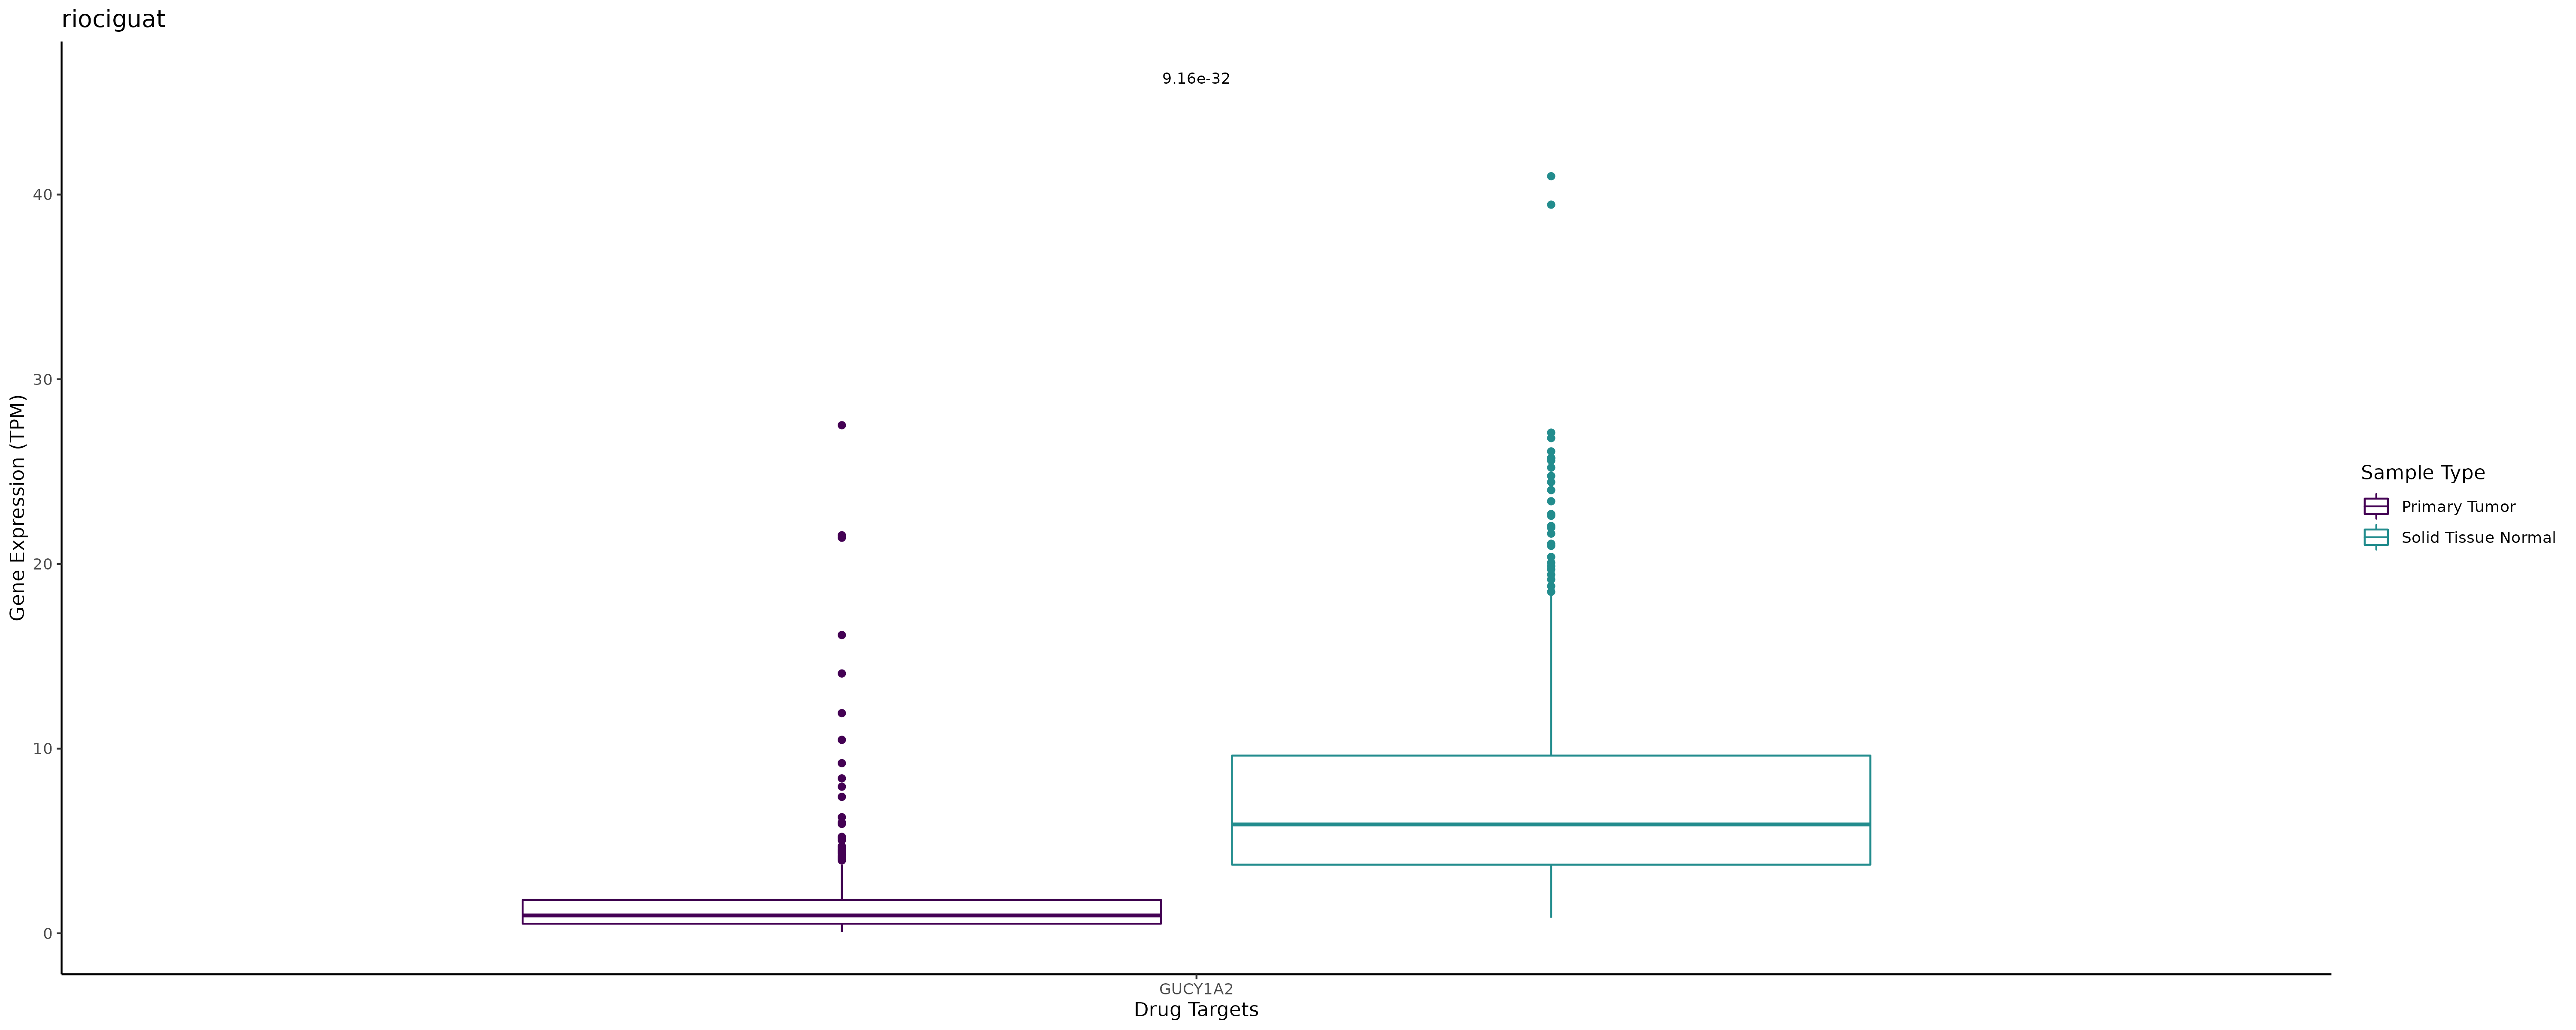 riociguat
9.16e-32
Gene Expression (TPM)
40
30
20
10
0
GUCY1A2
Drug Targets
Sample Type
Primary Tumor
Solid Tissue Normal